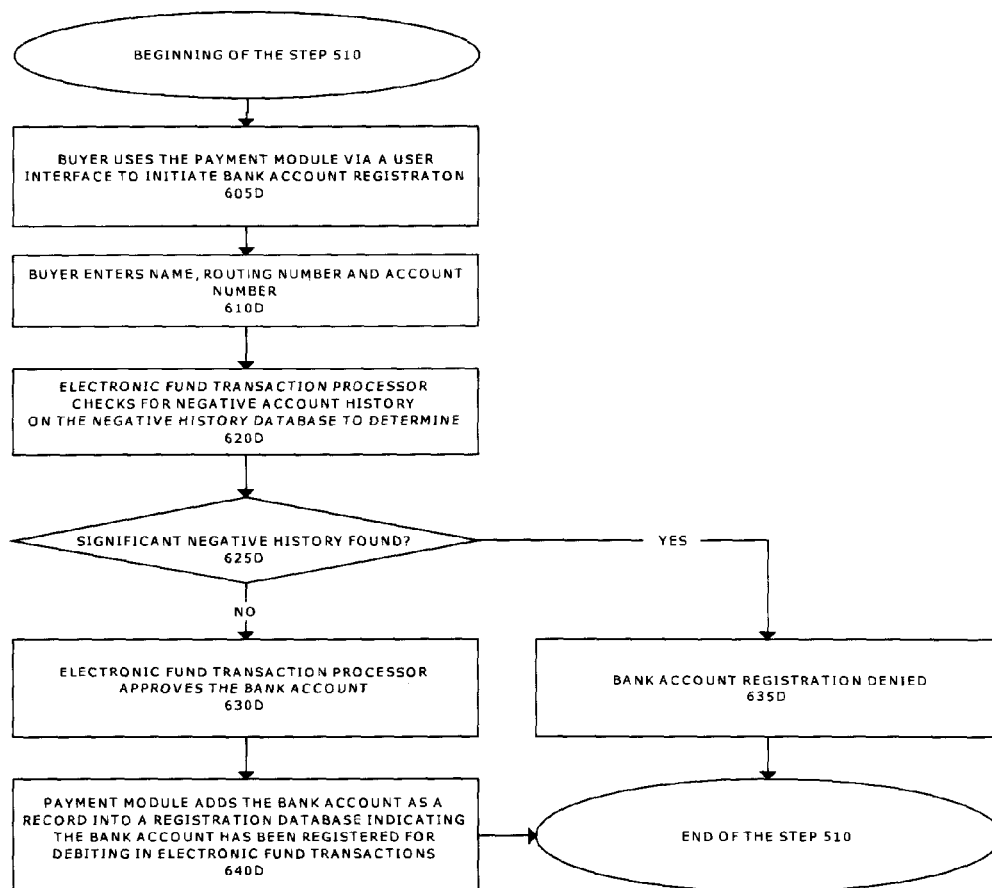 BEGINNING OF THE STEP 510
BUYER USES THE PAYMENT MODULE VIA A USER
INTERFACE TO INITIATE BANK ACCOUNT REGISTRATON
605D
BUYER ENTERS NAME, ROUTING NUMBER AND ACCOUNT
NUMBER
610D
ELECTRONIC FUND TRANSACTION PROCESSOR
CHECKS FOR NEGATIVE ACCOUNT HISTORY
ON THE NEGATIVE HISTORY DATABASE TO DETERMINE
620D
SIGNIFICANT NEGATIVE HISTORY FOUND?
625D
YES
NO
ELECTRONIC FUND TRANSACTION PROCESSOR
APPROVES THE BANK ACCOUNT
630D
BANK ACCOUNT REGISTRATION DENIED
635D
PAYMENT MODULE ADDS THE BANK ACCOUNT AS A
RECORD INTO A REGISTRATION DATABASE INDICATING
THE BANK ACCOUNT HAS BEEN REGISTERED FOR
DEBITING IN ELECTRONIC FUND TRANSACTIONS
640D
END OF THE STEP 510